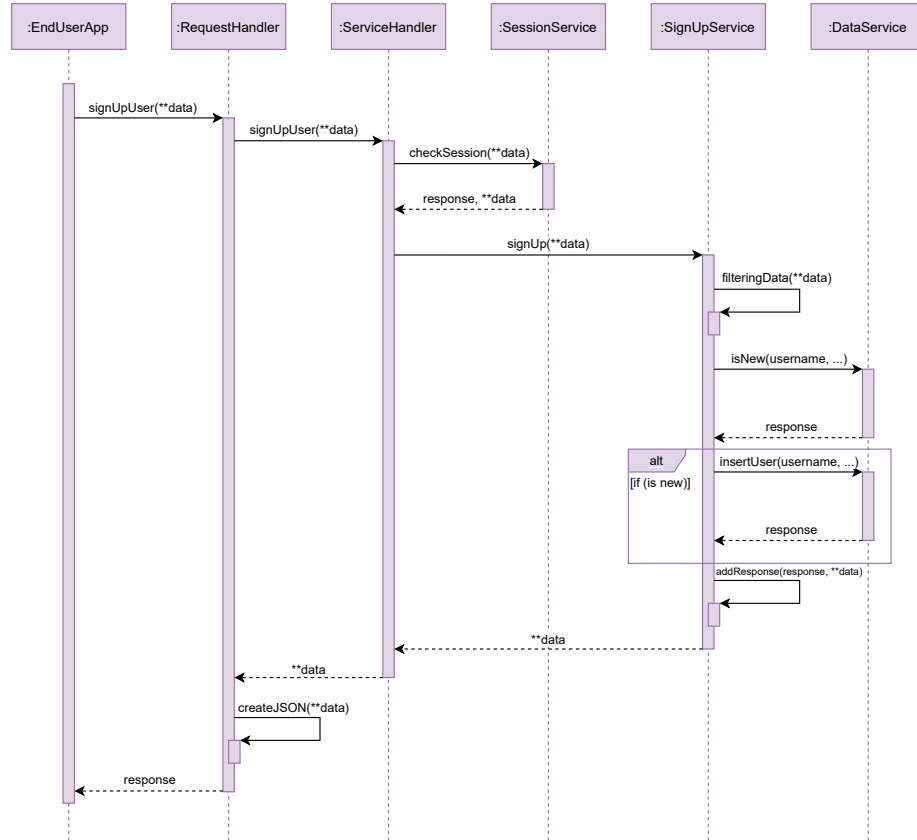 :EndUserApp
:RequestHandler
:ServiceHandler
:SessionService
:SignUpService
:DataService
signUpUser(**data)
signUpUser(**data)
checkSession(**data)
response, **data
signUp(**data)
filteringData(**data)
isNew(username, ...)
response
alt
insertUser(username, ...)
[if (is new)]
response
addResponse(response, **data)
**data
**data
createJSON(**data)
response